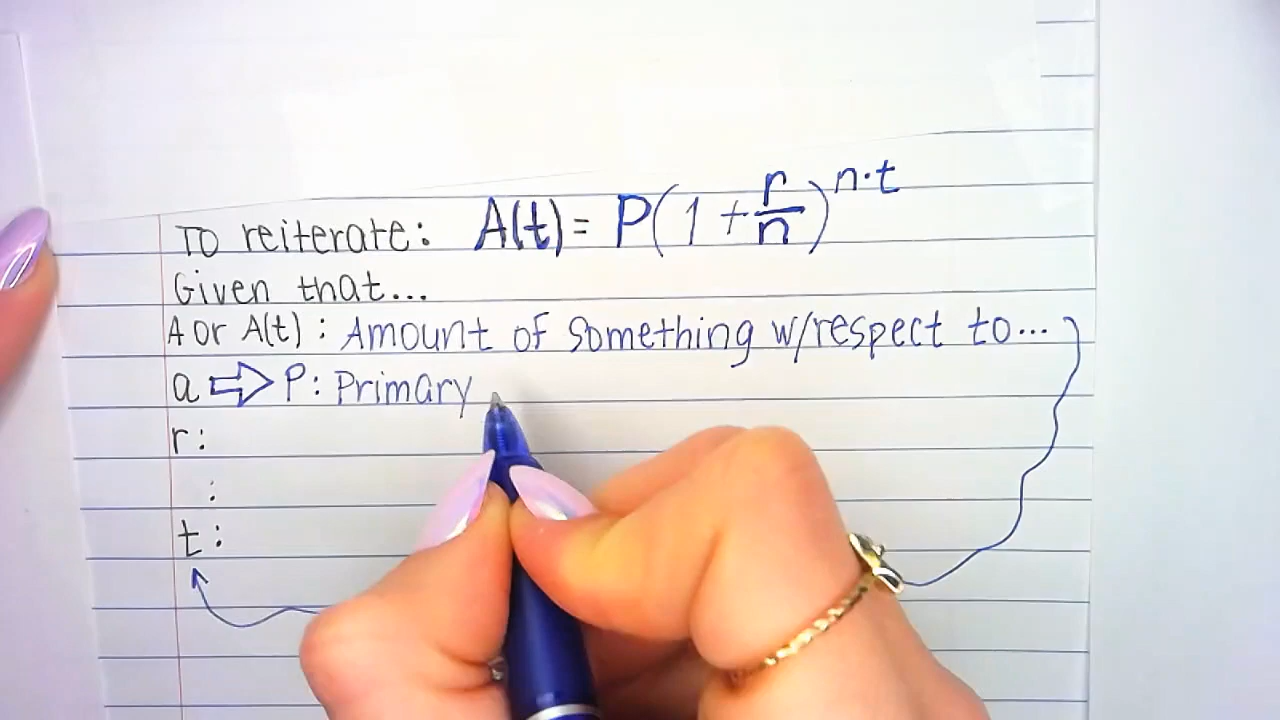 To reiterate: A(t) = P(1 + r/n)^n·t
Given that...
A or A(t) : Amount of Something w/respect to...
a ⇨ P: Primary
r:
:
t: